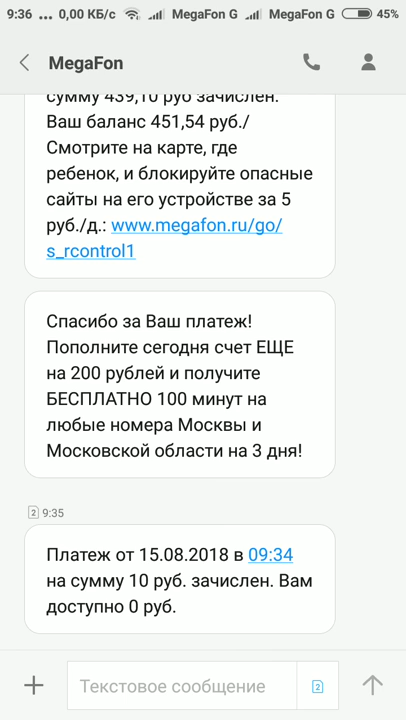 9:36 ... 0,00 КБ/с MegaFon G MegaFon G 45%
MegaFon
сумму 439,10 руб зачислен.
Ваш баланс 451,54 руб./
Смотрите на карте, где
ребенок, и блокируйте опасные
сайты на его устройстве за 5
руб./д.: www.megafon.ru/go/
s_rcontrol1
Спасибо за Ваш платеж!
Пополните сегодня счет ЕЩЕ
на 200 рублей и получите
БЕСПЛАТНО 100 минут на
любые номера Москвы и
Московской области на 3 дня!
2 9:35
Платеж от 15.08.2018 в 09:34
на сумму 10 руб. зачислен. Вам
доступно 0 руб.
Текстовое сообщение 2